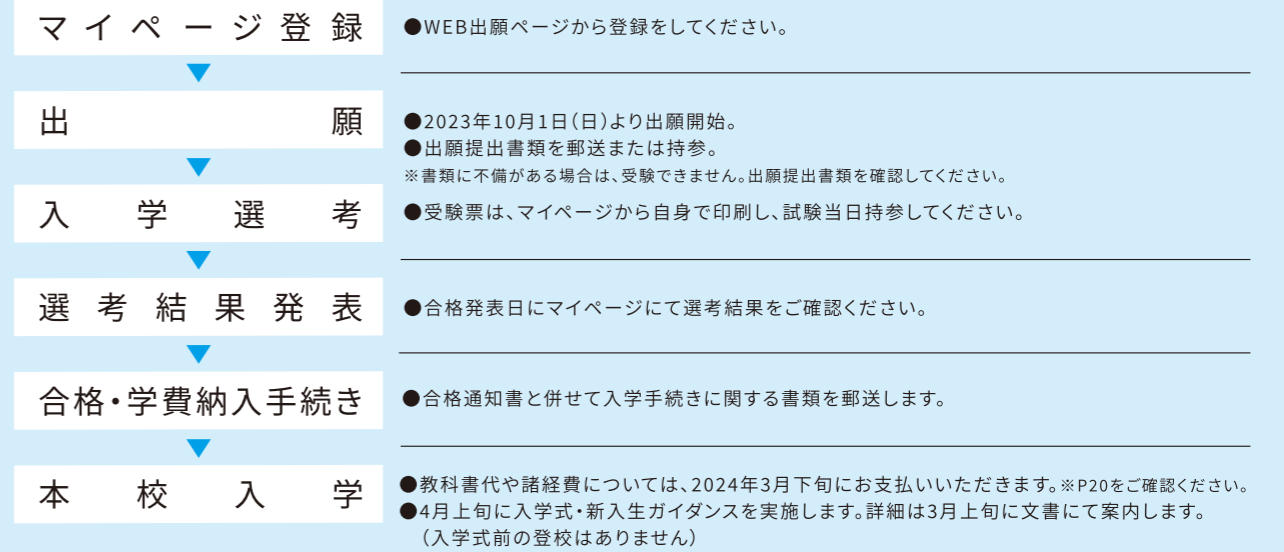 マイページ登録
●WEB出願ページから登録をしてください。
出願
●2023年10月1日（日）より出願開始。
●出願提出書類を郵送または持参。
※書類に不備がある場合は、受験できません。出願提出書類を確認してください。
入学選考
●受験票は、マイページから自身で印刷し、試験当日持参してください。
選考結果発表
●合格発表日にマイページにて選考結果をご確認ください。
合格・学費納入手続き
●合格通知書と併せて入学手続きに関する書類を郵送します。
本校入学
●教科書代や諸経費については、2024年3月下旬にお支払いいただきます。※P20をご確認ください。
●4月上旬に入学式・新入生ガイダンスを実施します。詳細は3月上旬に文書にて案内します。
（入学式前の登校はありません）